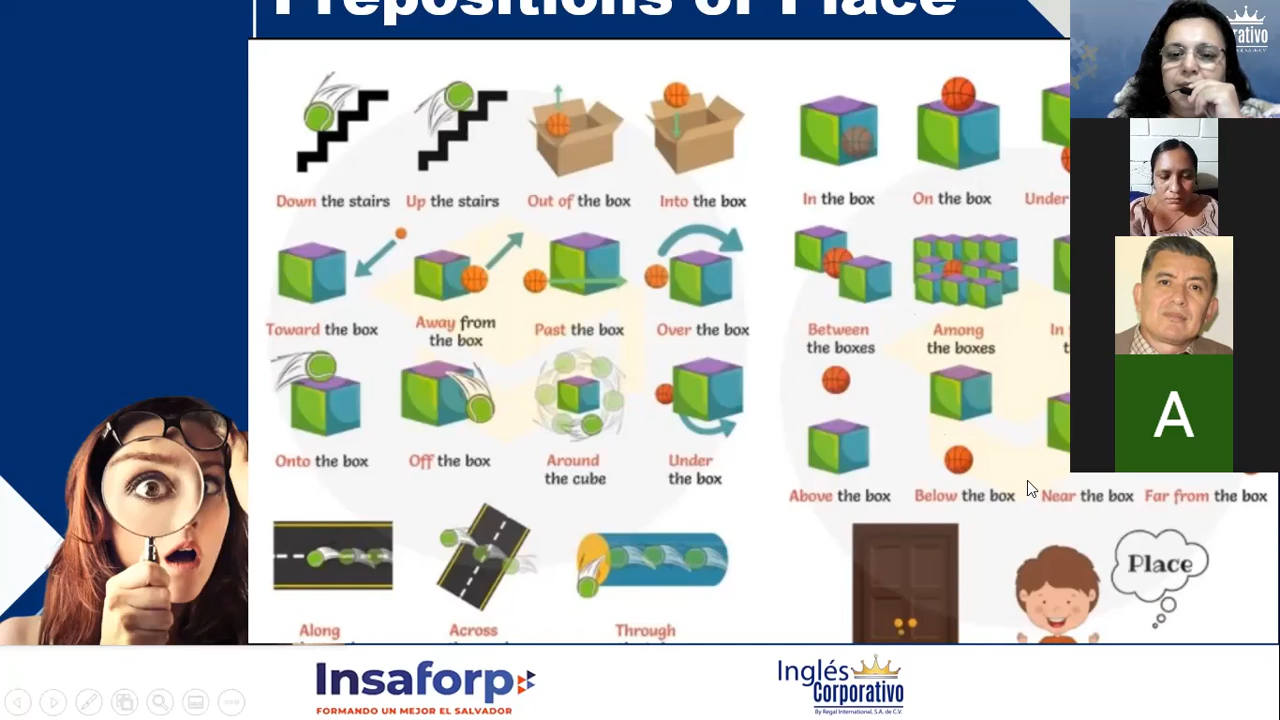 Prepositions of Place
rativo
Down the stairs
Up the stairs
Out of the box
Into the box
In the box
On the box
Under
Toward the box
Away from
the box
Past the box
Over the box
Between
the boxes
Among
the boxes
In
Onto the box
Off the box
Around
the cube
Under
the box
Above the box
Below the box
Near the box
Far from the box
A
Along
Across
Through
Place
Insaforp
FORMANDO UN MEJOR EL SALVADOR
Inglés
Corporativo
By Regal International, S.A. de C.V.